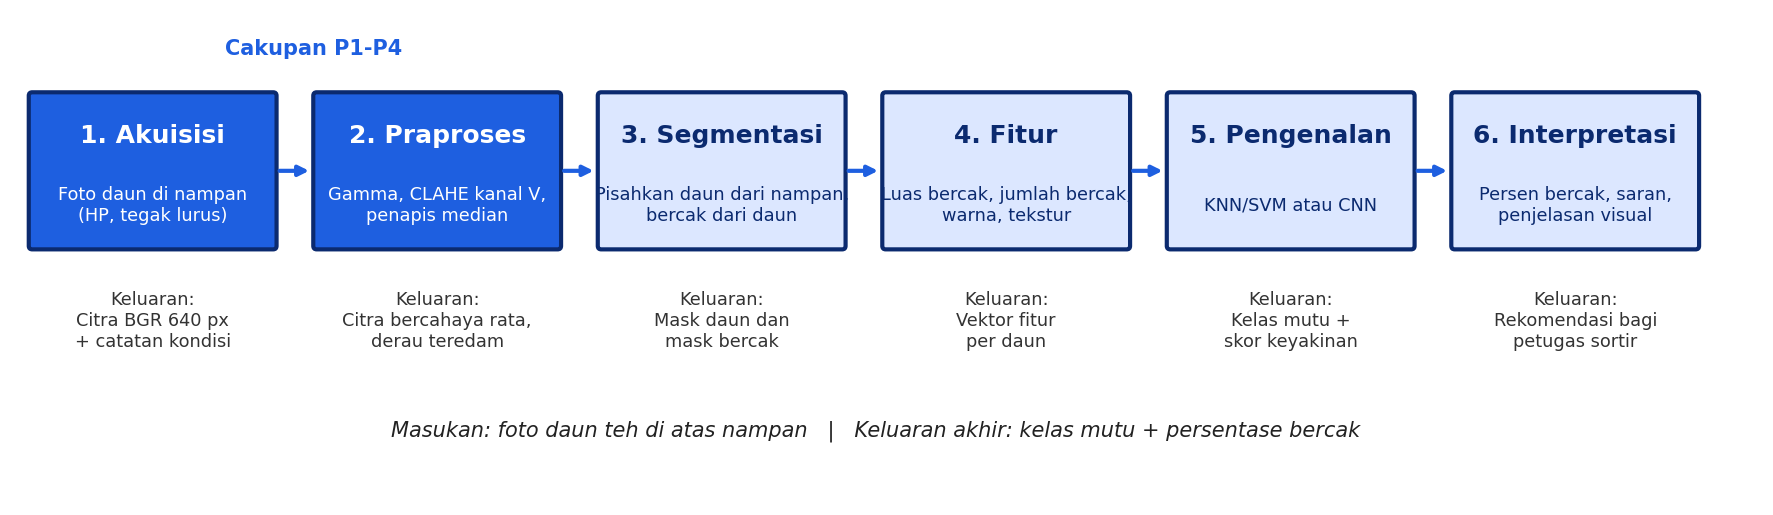 Cakupan P1-P4
1. Akuisisi
Foto daun di nampan
(HP, tegak lurus)
Keluaran:
Citra BGR 640 px
+ catatan kondisi
2. Praproses
Gamma, CLAHE kanal V,
penapis median
Keluaran:
Citra bercahaya rata,
derau teredam
3. Segmentasi
Pisahkan daun dari nampan,
bercak dari daun
Keluaran:
Mask daun dan
mask bercak
4. Fitur
Luas bercak, jumlah bercak,
warna, tekstur
Keluaran:
Vektor fitur
per daun
5. Pengenalan
KNN/SVM atau CNN
Keluaran:
Kelas mutu +
skor keyakinan
6. Interpretasi
Persen bercak, saran,
penjelasan visual
Keluaran:
Rekomendasi bagi
petugas sortir
Masukan: foto daun teh di atas nampan | Keluaran akhir: kelas mutu + persentase bercak